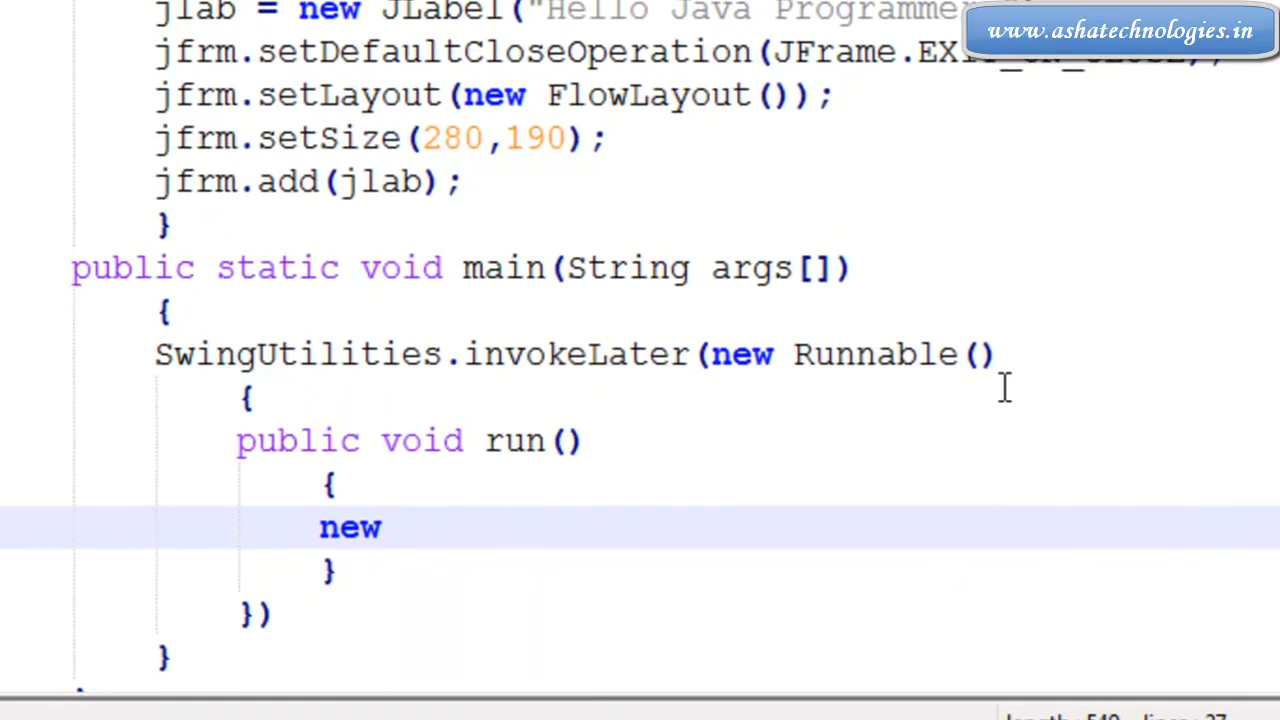 jlab = new JLabel("Hello Java Programmer
www.ashatechnologies.in
jfrm.setDefaultCloseOperation(JFrame.EXIT_ON_CLOSE);
jfrm.setLayout(new FlowLayout());
jfrm.setSize(280,190);
jfrm.add(jlab);
}
public static void main(String args[])
{
SwingUtilities.invokeLater(new Runnable()
{
public void run()
{
new
}
})
}